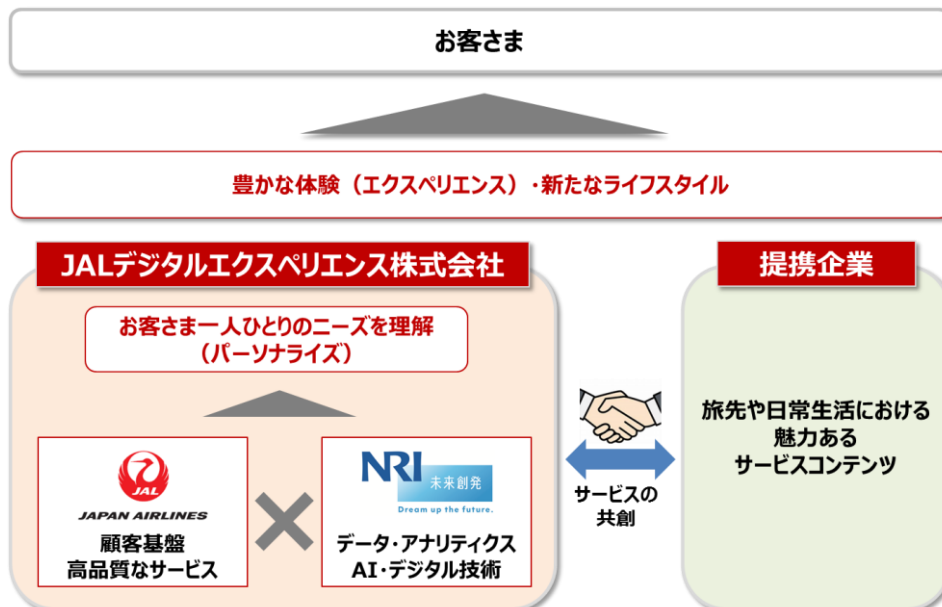 お客さま
豊かな体験（エクスペリエンス）・新たなライフスタイル
JALデジタルエクスペリエンス株式会社
お客さま一人ひとりのニーズを理解
（パーソナライズ）
JAL
JAPAN AIRLINES
顧客基盤
高品質なサービス
NRI
未来創発
Dream up the future.
データ・アナリティクス
AI・デジタル技術
サービスの
共創
提携企業
旅先や日常生活における
魅力ある
サービスコンテンツ